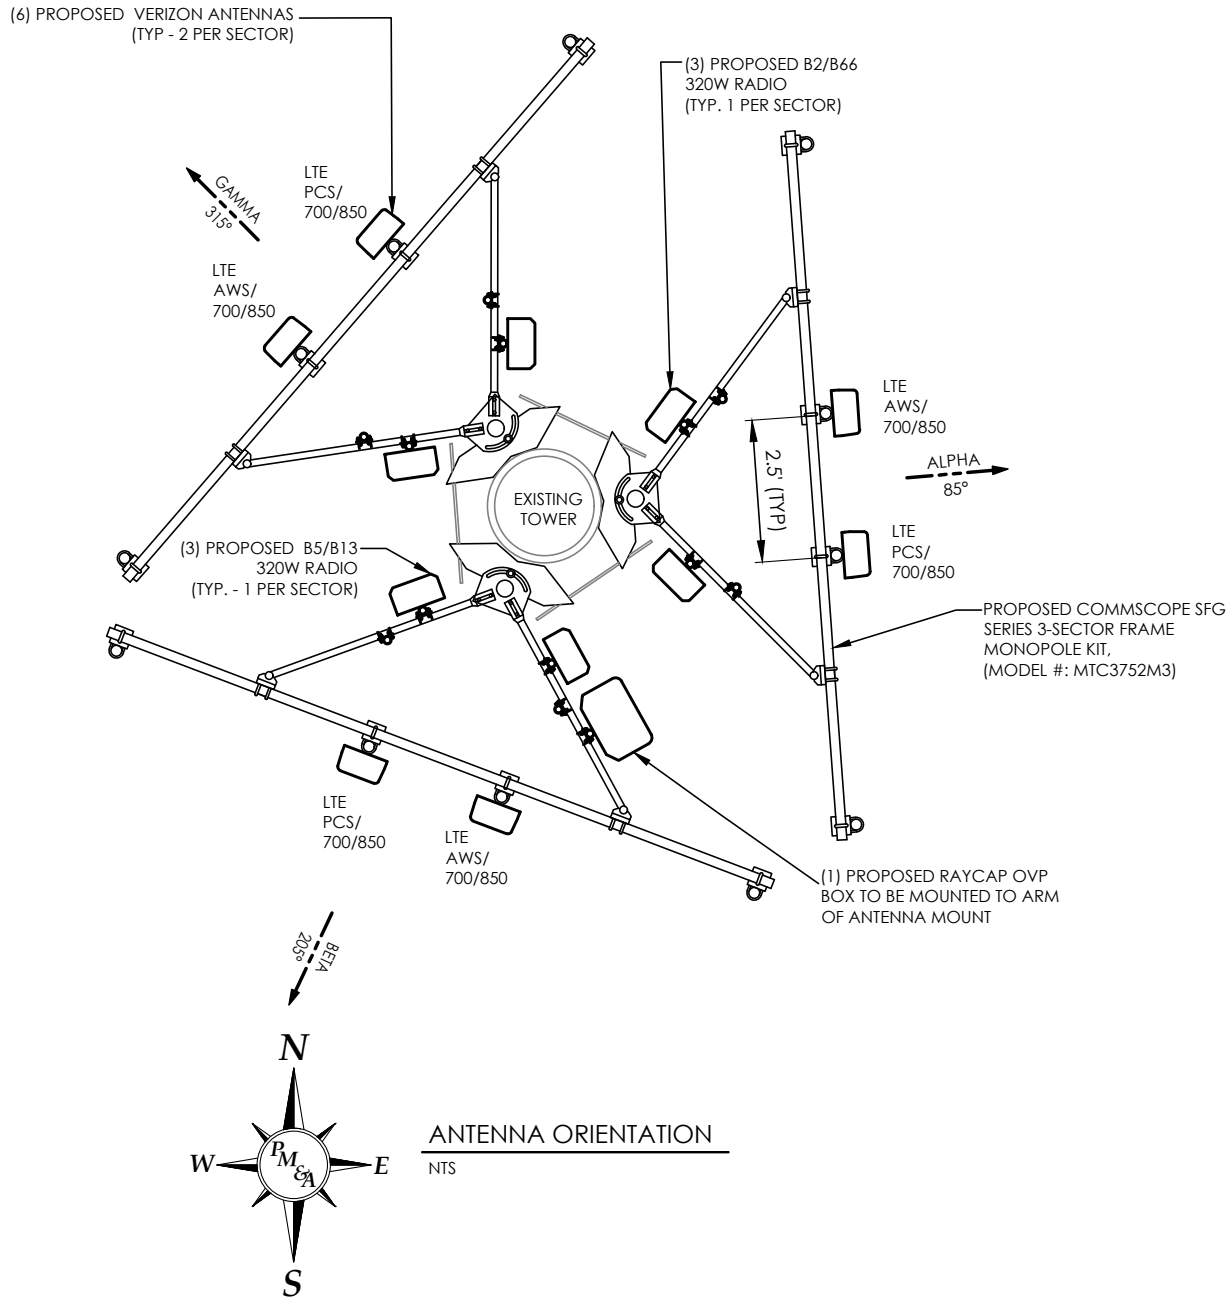 (6) PROPOSED VERIZON ANTENNAS
(TYP - 2 PER SECTOR)
(3) PROPOSED B2/B66
320W RADIO
(TYP. 1 PER SECTOR)
LTE
PCS/
700/850
GAMMA
315°
LTE
AWS/
700/850
LTE
AWS/
700/850
2.5' (TYP)
ALPHA
85°
EXISTING
TOWER
LTE
PCS/
700/850
(3) PROPOSED B5/B13
320W RADIO
(TYP. - 1 PER SECTOR)
PROPOSED COMMSCOPE SFG
SERIES 3-SECTOR FRAME
MONOPOLE KIT,
(MODEL #: MTC3752M3)
LTE
PCS/
700/850
LTE
AWS/
700/850
(1) PROPOSED RAYCAP OVP
BOX TO BE MOUNTED TO ARM
OF ANTENNA MOUNT
BETA
205°
N
W
PM&A
E
S
ANTENNA ORIENTATION
NTS